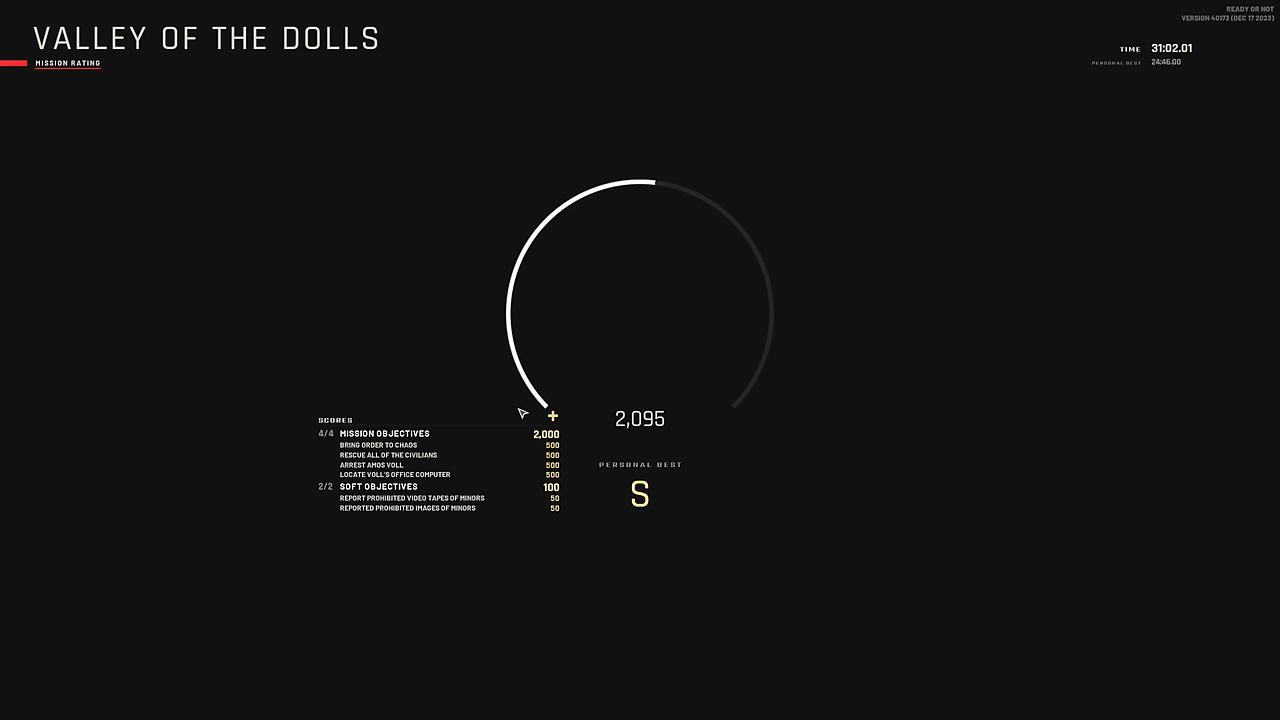 READY OR NOT
VERSION 40173 (DEC 17 2023)
VALLEY OF THE DOLLS
MISSION RATING
TIME 31:02.01
PERSONAL BEST 24:46.00
2,095
PERSONAL BEST
S
SCORES +
4/4 MISSION OBJECTIVES 2,000
BRING ORDER TO CHAOS 500
RESCUE ALL OF THE CIVILIANS 500
ARREST AMOS VOLL 500
LOCATE VOLL'S OFFICE COMPUTER 500
2/2 SOFT OBJECTIVES 100
REPORT PROHIBITED VIDEO TAPES OF MINORS 50
REPORTED PROHIBITED IMAGES OF MINORS 50